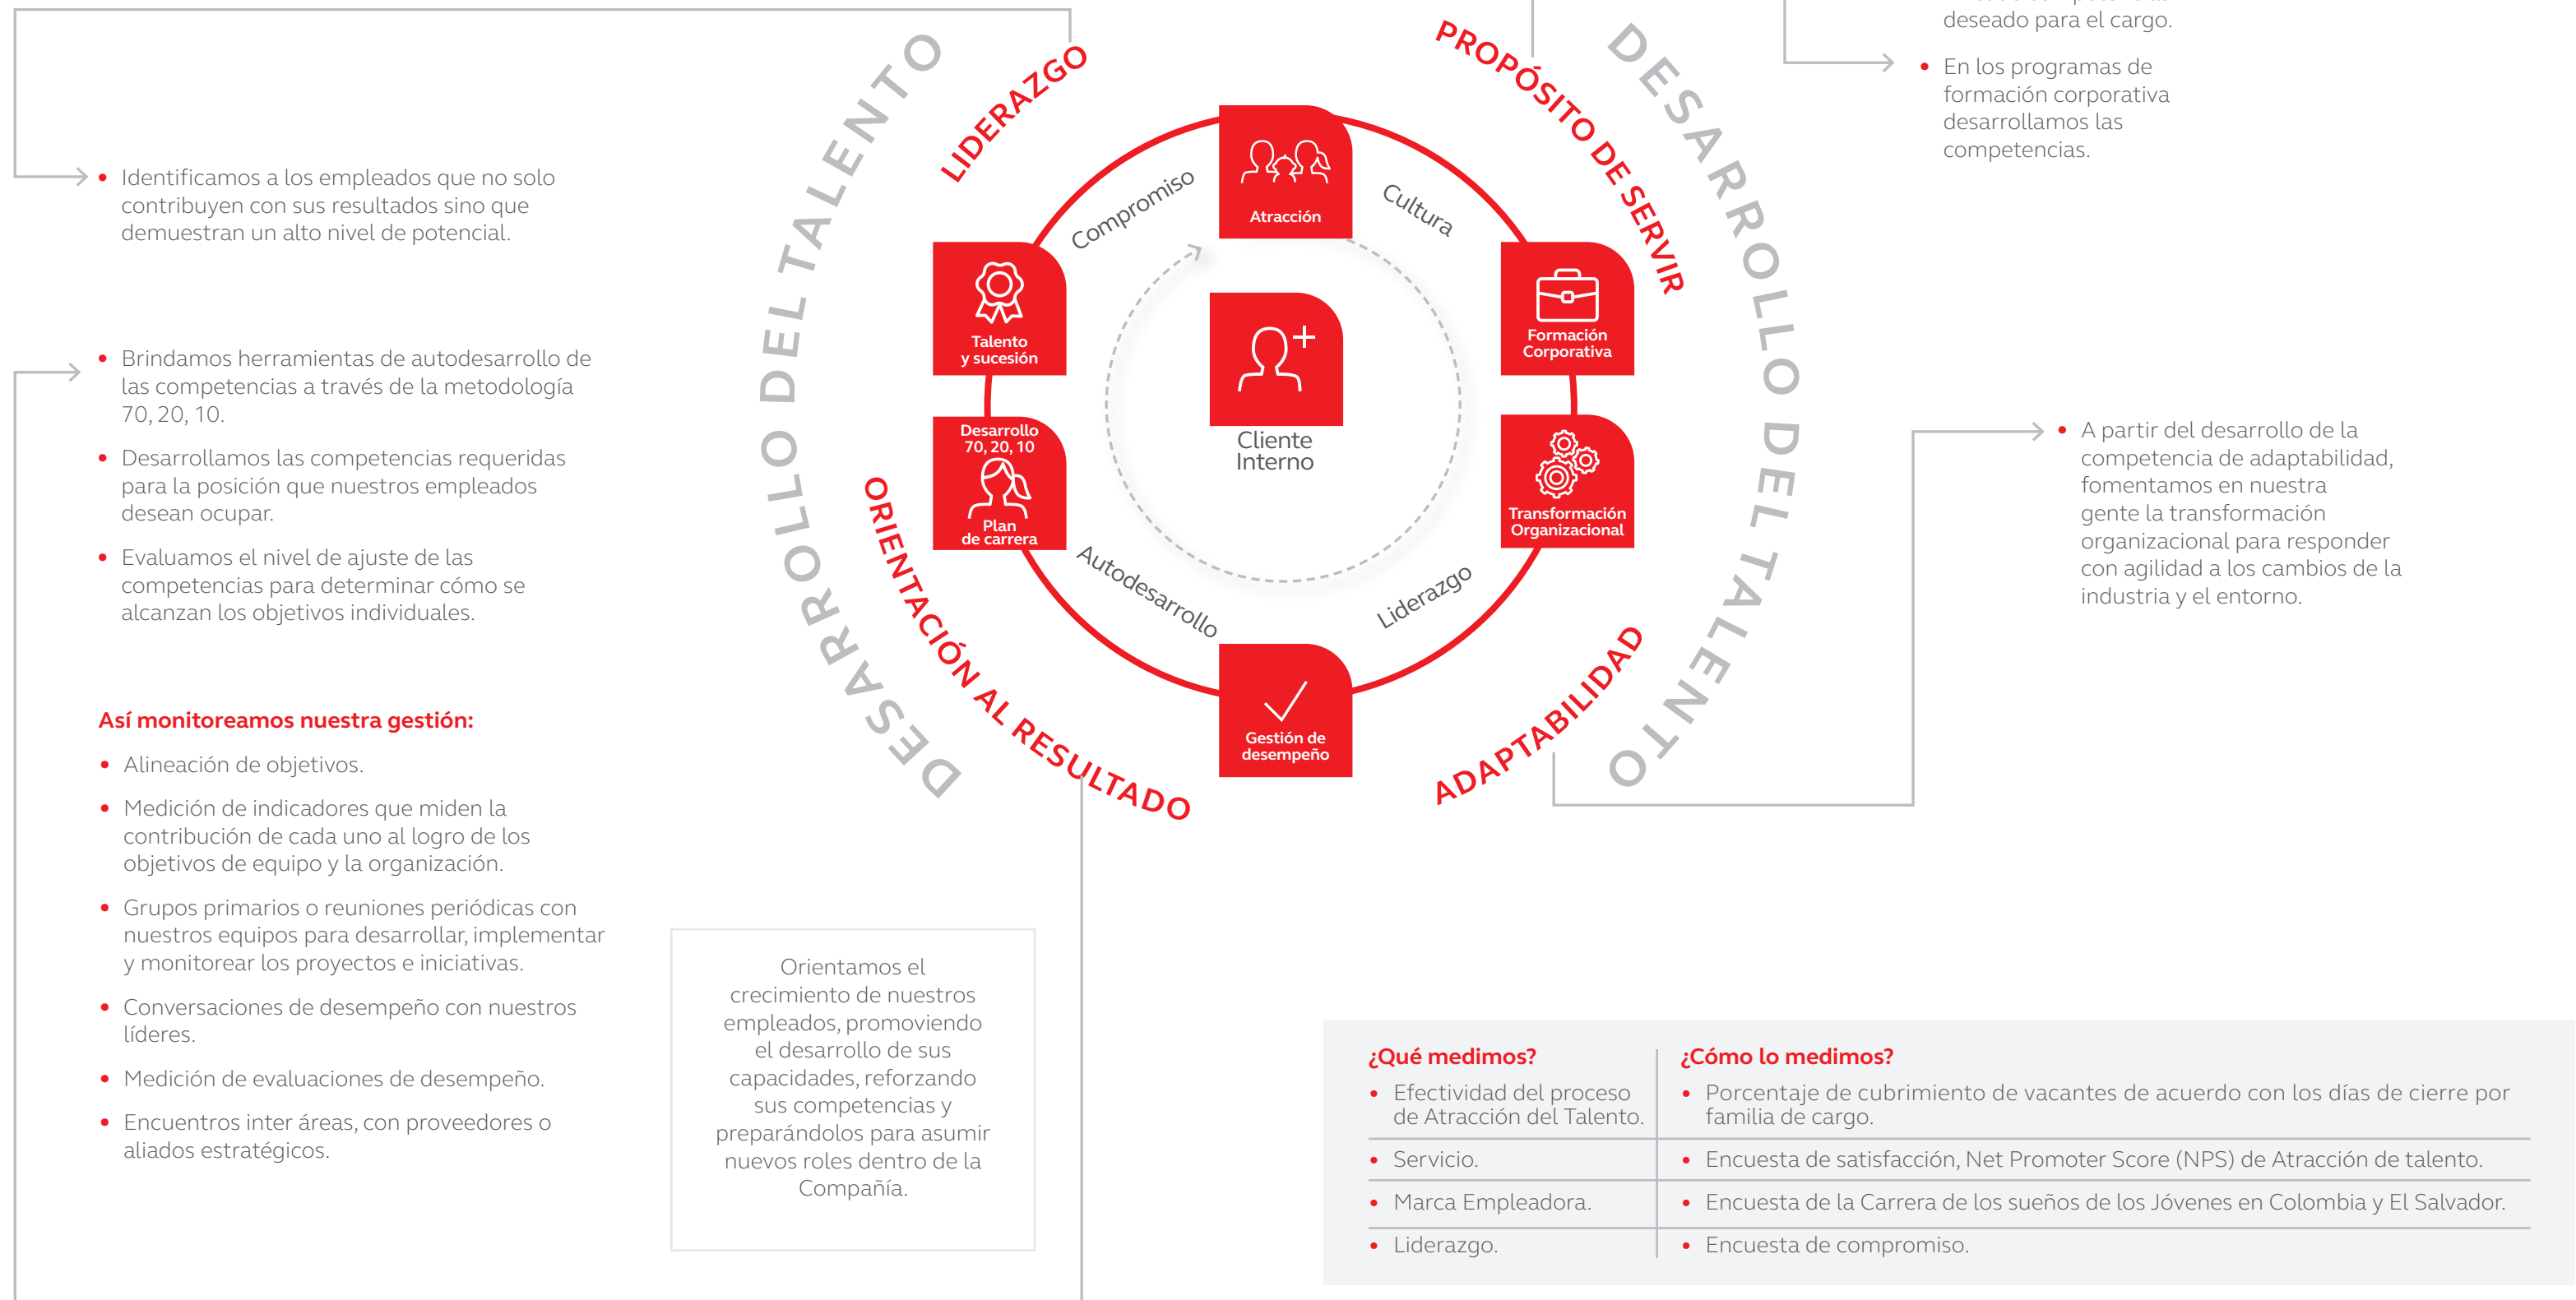 deseado para el cargo.
• En los programas de
formación corporativa
desarrollamos las
competencias.
• Identificamos a los empleados que no solo
contribuyen con sus resultados sino que
demuestran un alto nivel de potencial.
• Brindamos herramientas de autodesarrollo de
las competencias a través de la metodología
70, 20, 10.
• Desarrollamos las competencias requeridas
para la posición que nuestros empleados
desean ocupar.
• Evaluamos el nivel de ajuste de las
competencias para determinar cómo se
alcanzan los objetivos individuales.
Así monitoreamos nuestra gestión:
• Alineación de objetivos.
• Medición de indicadores que miden la
contribución de cada uno al logro de los
objetivos de equipo y la organización.
• Grupos primarios o reuniones periódicas con
nuestros equipos para desarrollar, implementar
y monitorear los proyectos e iniciativas.
• Conversaciones de desempeño con nuestros
líderes.
• Medición de evaluaciones de desempeño.
• Encuentros inter áreas, con proveedores o
aliados estratégicos.
DESARROLLO DEL TALENTO
LIDERAZGO
PROPÓSITO DE SERVIR
DESARROLLO DEL TALENTO
ORIENTACIÓN AL RESULTADO
ADAPTABILIDAD
Compromiso
Cultura
Autodesarrollo
Liderazgo
Atracción
Formación
Corporativa
Transformación
Organizacional
Gestión de
desempeño
Desarrollo
70, 20, 10
Plan
de carrera
Talento
y sucesión
Cliente
Interno
• A partir del desarrollo de la
competencia de adaptabilidad,
fomentamos en nuestra
gente la transformación
organizacional para responder
con agilidad a los cambios de la
industria y el entorno.
Orientamos el
crecimiento de nuestros
empleados, promoviendo
el desarrollo de sus
capacidades, reforzando
sus competencias y
preparándolos para asumir
nuevos roles dentro de la
Compañía.
¿Qué medimos?
¿Cómo lo medimos?
• Efectividad del proceso
de Atracción del Talento.
• Porcentaje de cubrimiento de vacantes de acuerdo con los días de cierre por
familia de cargo.
• Servicio.
• Encuesta de satisfacción, Net Promoter Score (NPS) de Atracción de talento.
• Marca Empleadora.
• Encuesta de la Carrera de los sueños de los Jóvenes en Colombia y El Salvador.
• Liderazgo.
• Encuesta de compromiso.